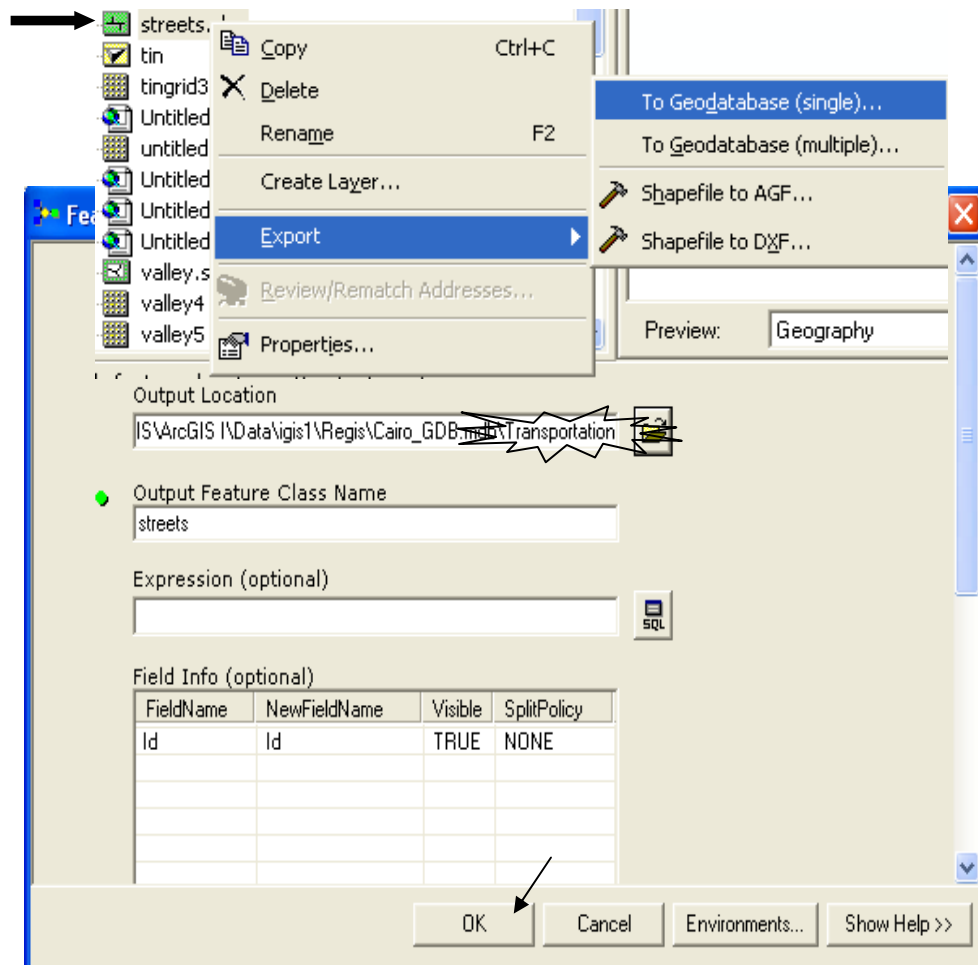 streets.
tin
tingrid3
Untitled
untitled
Untitled
Untitled
Untitled
valley.s
valley4
valley5
Copy Ctrl+C
Delete
Rename F2
Create Layer...
Export
Review/Rematch Addresses...
Properties...
To Geodatabase (single)...
To Geodatabase (multiple)...
Shapefile to AGF...
Shapefile to DXF...
Preview: Geography
Fea
Output Location
IS\ArcGIS I\Data\igis1\Regis\Cairo_GDB.mdb\Transportation
Output Feature Class Name
streets
Expression (optional)
SQL
Field Info (optional)
FieldName NewFieldName Visible SplitPolicy
Id Id TRUE NONE
OK Cancel Environments... Show Help >>